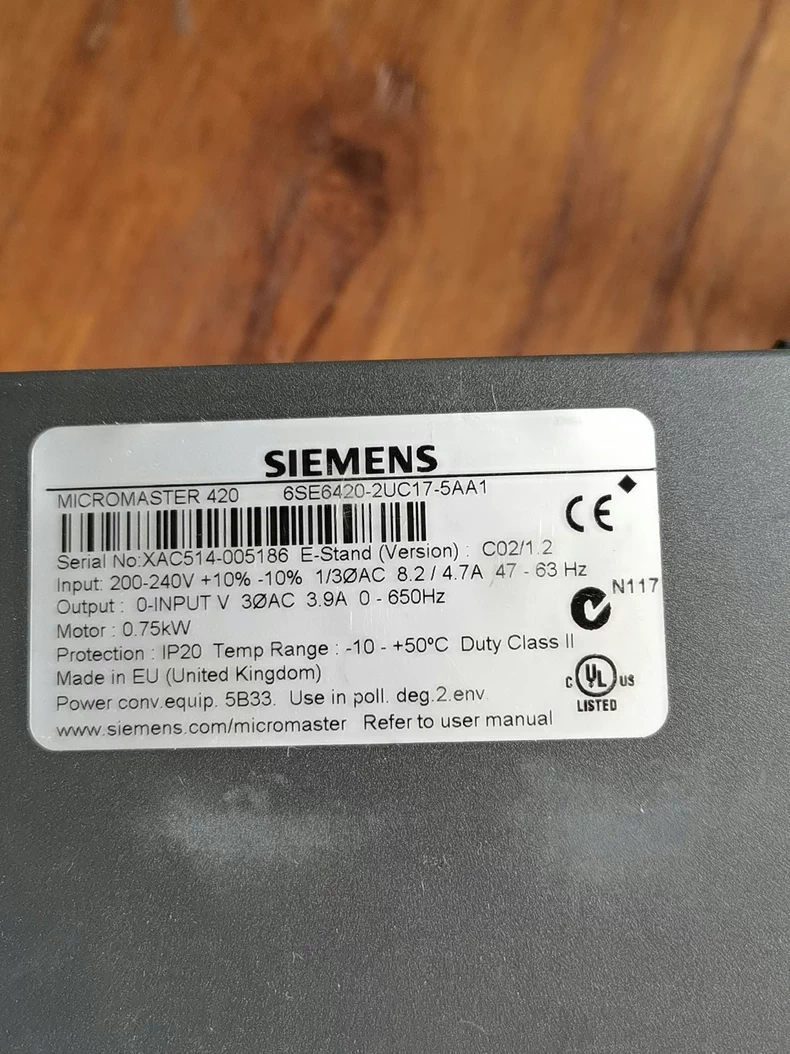 SIEMENS
MICROMASTER 420 6SE6420-2UC17-5AA1
CE
Serial No:XAC514-005186 E-Stand (Version) : C02/1.2
Input: 200-240V +10% -10% 1/3ØAC 8.2 / 4.7A 47 - 63 Hz
N117
Output : 0-INPUT V 3ØAC 3.9A 0 - 650Hz
Motor : 0.75kW
Protection : IP20 Temp Range : -10 - +50ºC Duty Class II
Made in EU (United Kingdom)
C UL US
LISTED
Power conv.equip. 5B33. Use in poll. deg.2.env.
www.siemens.com/micromaster Refer to user manual